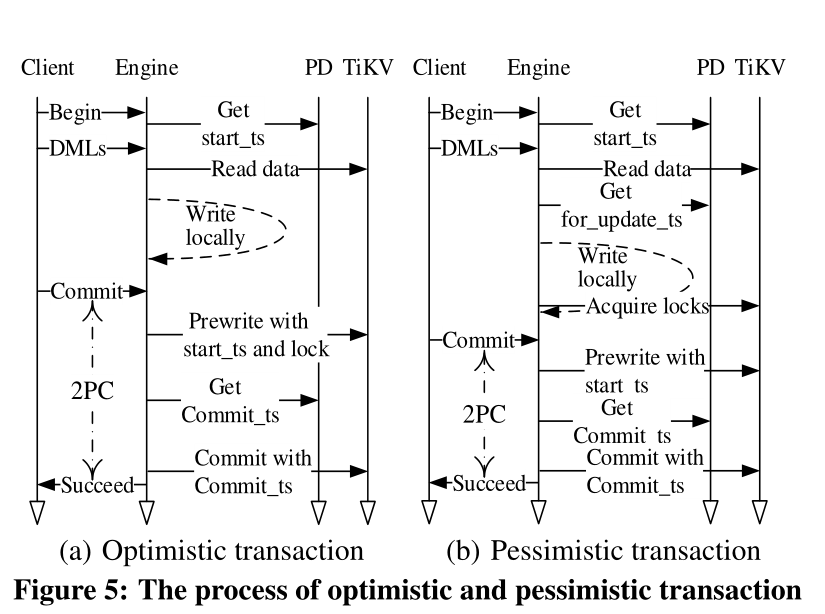 Client Engine PD TiKV
Begin
Get
start_ts
DMLs
Read data
Write
locally
Commit
Prewrite with
start_ts and lock
2PC
Get
Commit_ts
Commit with
Succeed
Commit_ts
(a) Optimistic transaction
Client Engine PD TiKV
Begin
Get
start_ts
DMLs
Read data
Get
for_update_ts
Write
locally
Acquire locks
Commit
Prewrite with
start_ts
2PC
Get
Commit_ts
Commit with
Succeed
Commit_ts
(b) Pessimistic transaction
Figure 5: The process of optimistic and pessimistic transaction